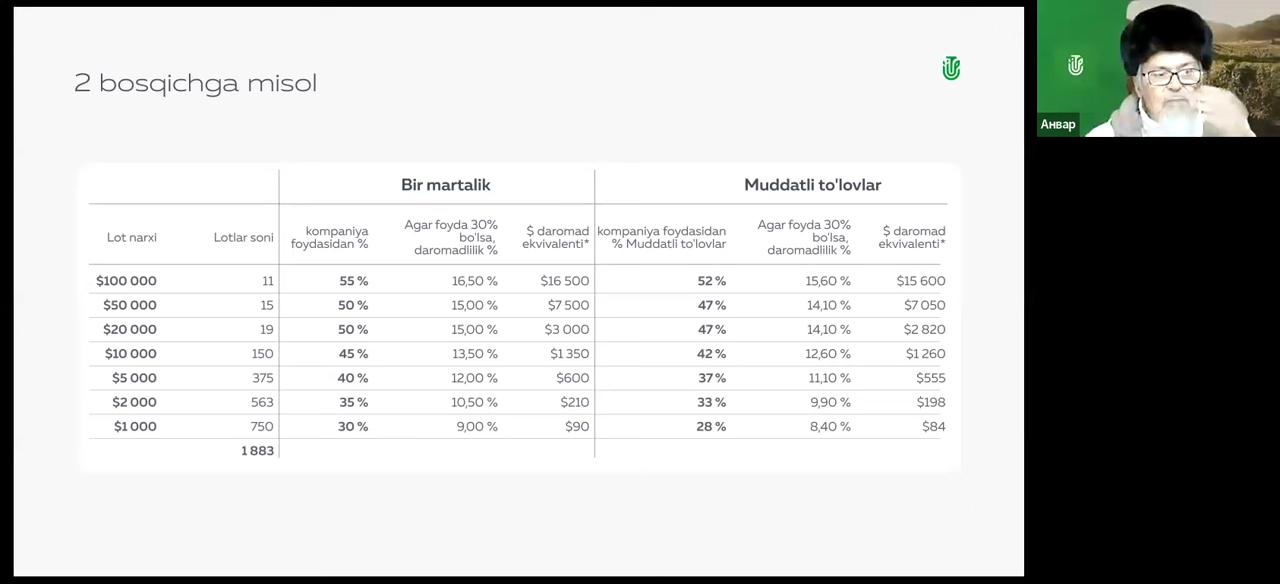 2 bosqichga misol
Bir martalik Muddatli to'lovlar
Lot narxi Lotlar soni kompaniya foydasidan % Agar foyda 30% bo'lsa, daromadlilik % $ daromad ekvivalenti* kompaniya foydasidan % Muddatli to'lovlar Agar foyda 30% bo'lsa, daromadlilik % $ daromad ekvivalenti*
$100 000 11 55 % 16,50 % $16 500 52 % 15,60 % $15 600
$50 000 15 50 % 15,00 % $7 500 47 % 14,10 % $7 050
$20 000 19 50 % 15,00 % $3 000 47 % 14,10 % $2 820
$10 000 150 45 % 13,50 % $1 350 42 % 12,60 % $1 260
$5 000 375 40 % 12,00 % $600 37 % 11,10 % $555
$2 000 563 35 % 10,50 % $210 33 % 9,90 % $198
$1 000 750 30 % 9,00 % $90 28 % 8,40 % $84
1 883
Анвар